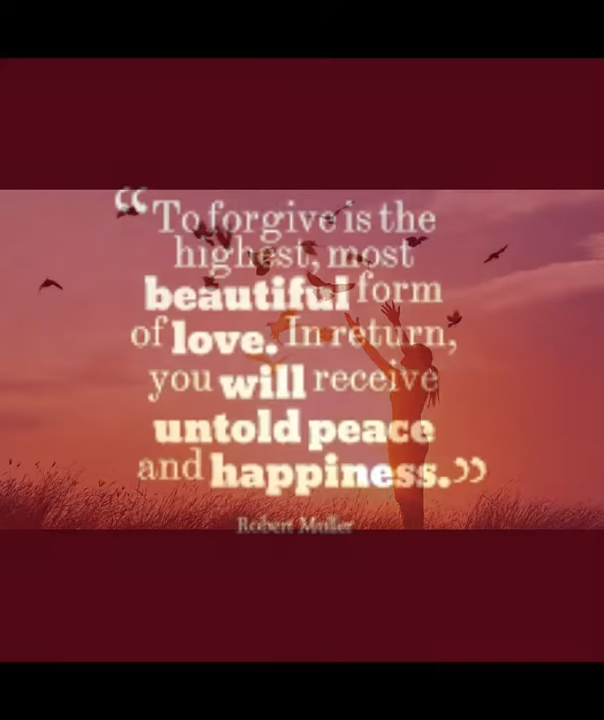 “To forgive is the
highest, most
beautiful form
of love. In return,
you will receive
untold peace
and happiness.”
Robert Muller